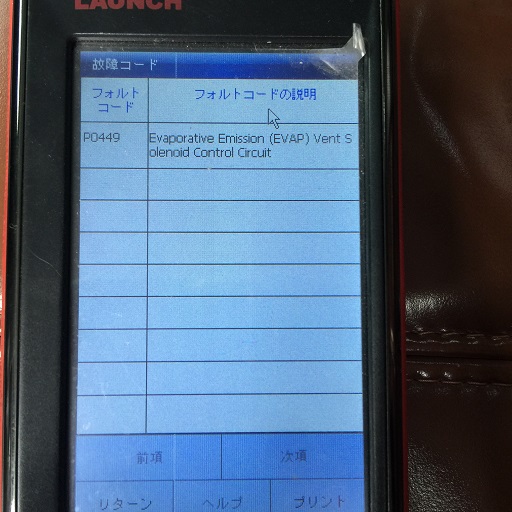 LAUNCH
故障コード
フォルト
コード
フォルトコードの説明
P0449
Evaporative Emission (EVAP) Vent S
olenoid Control Circuit
前項
次項
リターン
ヘルプ
プリント